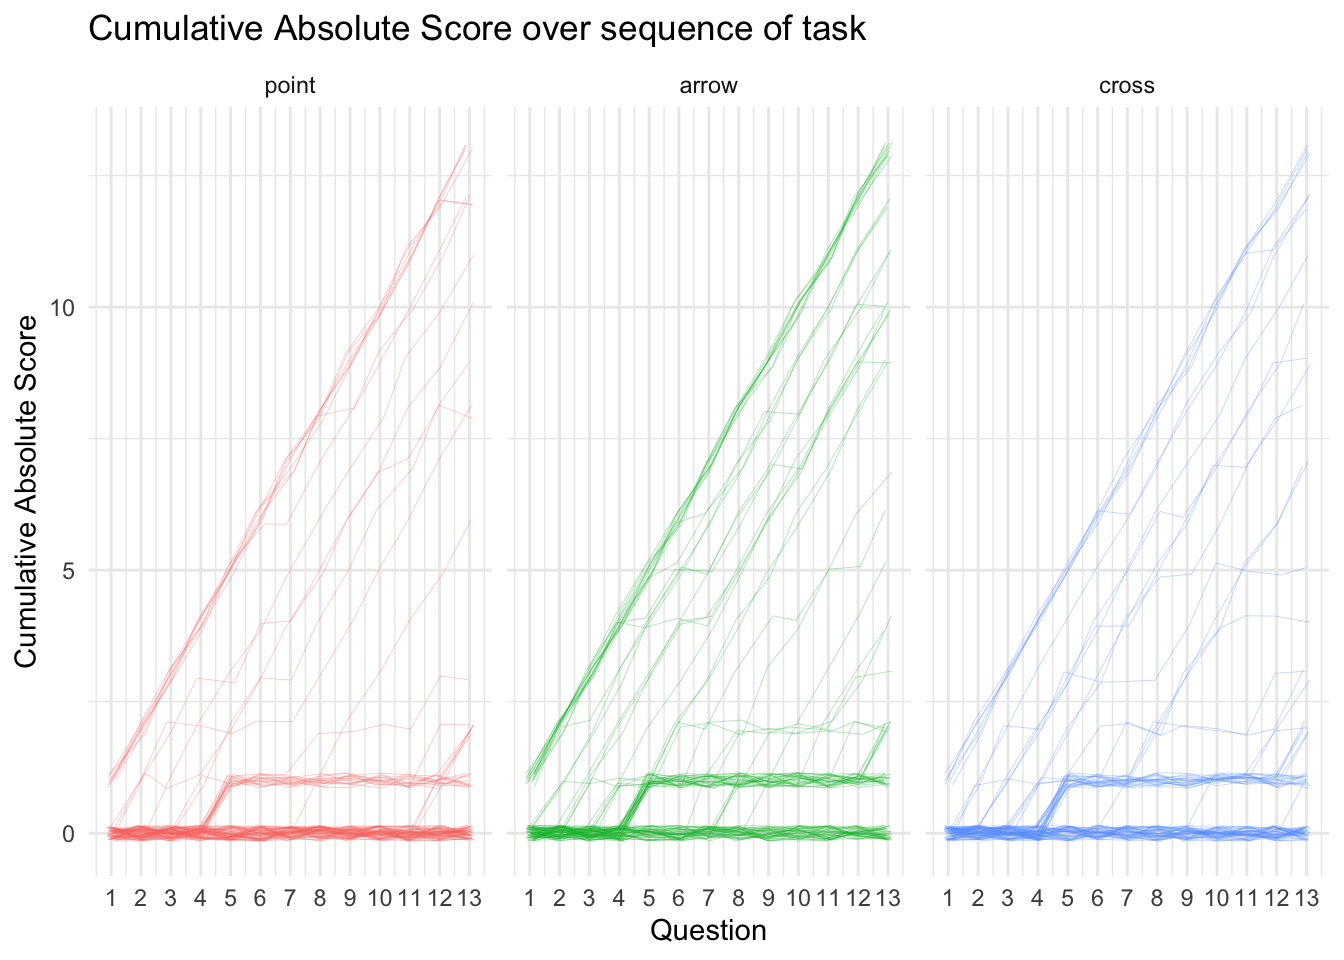 Cumulative Absolute Score over sequence of task
point arrow cross
Cumulative Absolute Score
10
5
0
1 2 3 4 5 6 7 8 9 10 11 12 13 1 2 3 4 5 6 7 8 9 10 11 12 13 1 2 3 4 5 6 7 8 9 10 11 12 13
Question